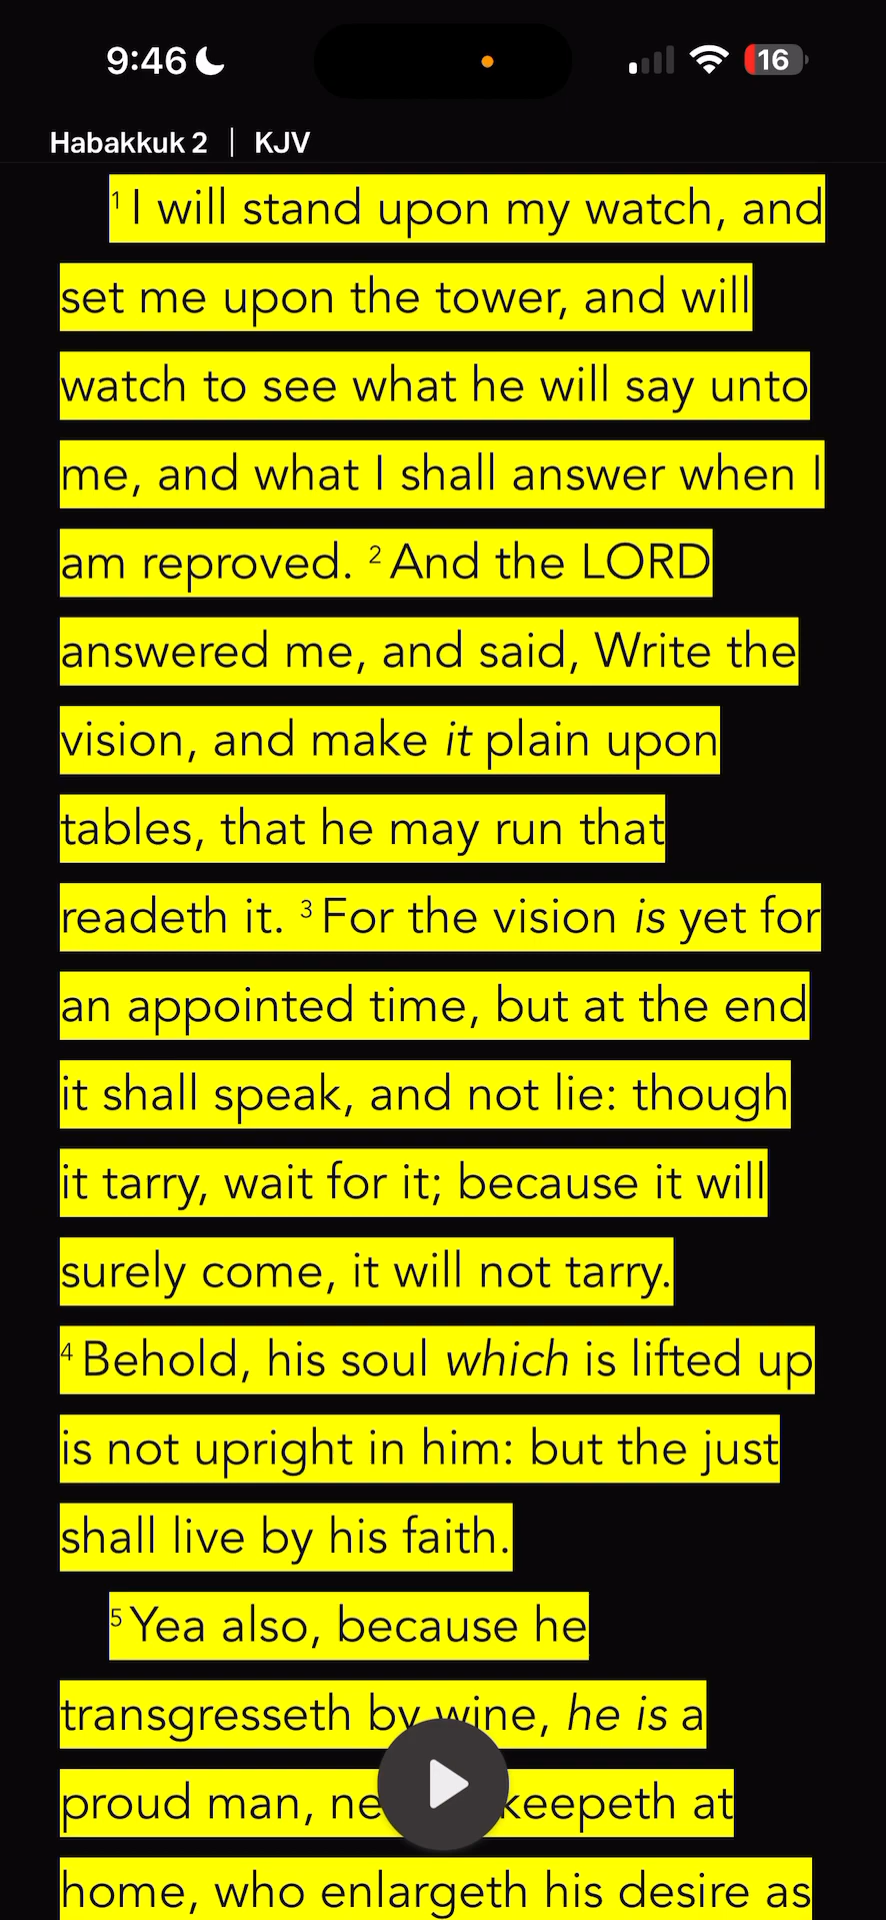 9:46
16
Habakkuk 2 | KJV
1 I will stand upon my watch, and
set me upon the tower, and will
watch to see what he will say unto
me, and what I shall answer when I
am reproved. 2 And the LORD
answered me, and said, Write the
vision, and make it plain upon
tables, that he may run that
readeth it. 3 For the vision is yet for
an appointed time, but at the end
it shall speak, and not lie: though
it tarry, wait for it; because it will
surely come, it will not tarry.
4 Behold, his soul which is lifted up
is not upright in him: but the just
shall live by his faith.
5 Yea also, because he
transgresseth by wine, he is a
proud man, keepeth at
home, who enlargeth his desire as